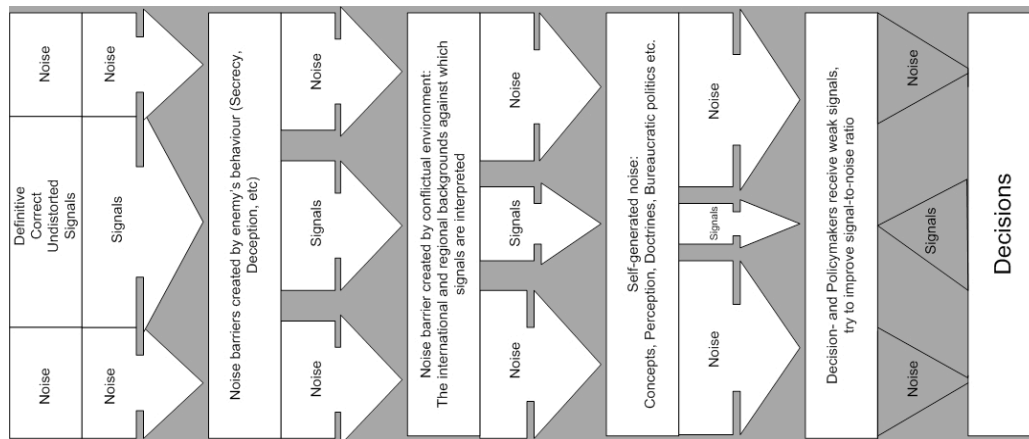 Noise
Definitive
Correct
Undistorted
Signals
Noise
Noise
Signals
Noise
Noise barriers created by enemy's behaviour (Secrecy,
Deception, etc)
Noise
Signals
Noise
Noise barrier created by conflictual environment:
The international and regional backgrounds against which
signals are interpreted
Noise
Signals
Noise
Self-generated noise:
Concepts, Perception, Doctrines, Bureaucratic politics etc.
Noise
Signals
Noise
Decision- and Policymakers receive weak signals,
try to improve signal-to-noise ratio
Noise
Signals
Noise
Decisions